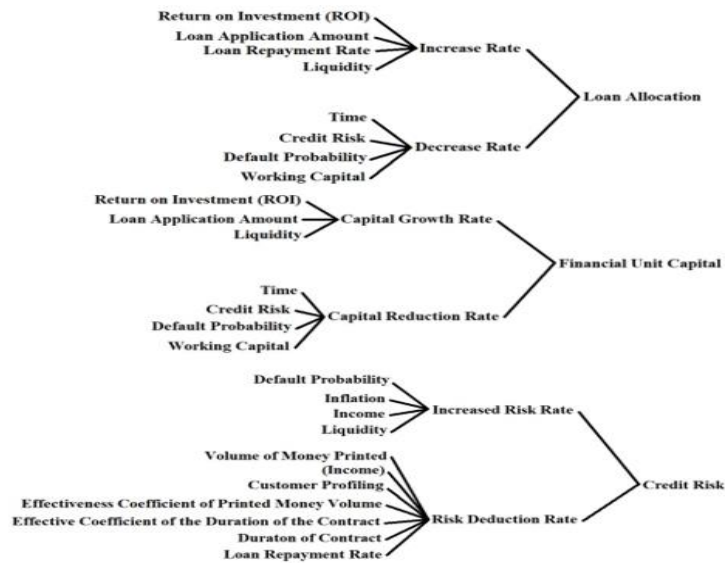 Return on Investment (ROI)
Loan Application Amount
Loan Repayment Rate
Liquidity
Increase Rate
Loan Allocation
Time
Credit Risk
Default Probability
Working Capital
Decrease Rate
Return on Investment (ROI)
Loan Application Amount
Liquidity
Capital Growth Rate
Financial Unit Capital
Time
Credit Risk
Default Probability
Working Capital
Capital Reduction Rate
Default Probability
Inflation
Income
Liquidity
Increased Risk Rate
Credit Risk
Volume of Money Printed
(Income)
Customer Profiling
Effectiveness Coefficient of Printed Money Volume
Effective Coefficient of the Duration of the Contract
Duraton of Contract
Loan Repayment Rate
Risk Deduction Rate